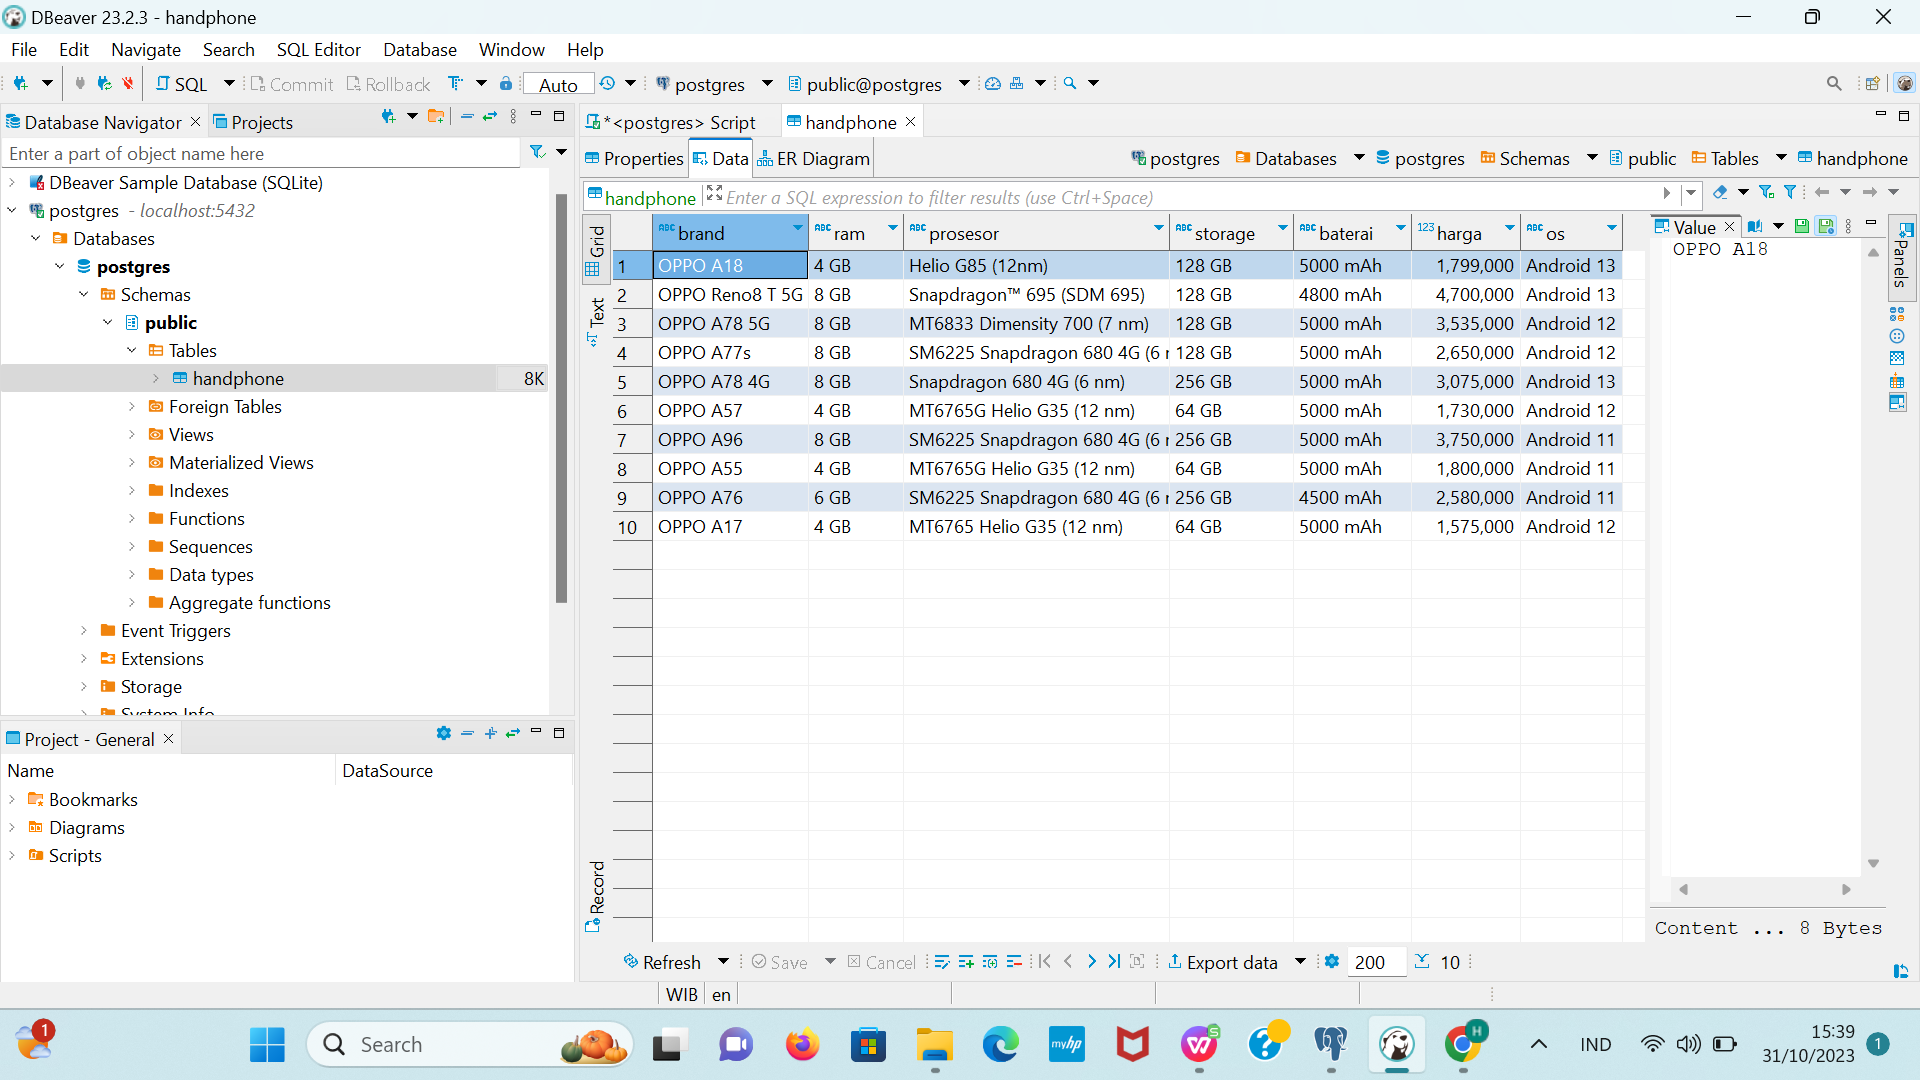 DBeaver 23.2.3 - handphone
File Edit Navigate Search SQL Editor Database Window Help
SQL Commit Rollback Auto postgres public@postgres
Database Navigator Projects
Enter a part of object name here
DBeaver Sample Database (SQLite)
postgres - localhost:5432
Databases
postgres
Schemas
public
Tables
handphone 8K
Foreign Tables
Views
Materialized Views
Indexes
Functions
Sequences
Data types
Aggregate functions
Event Triggers
Extensions
Storage
System Info
Project - General
Name DataSource
Bookmarks
Diagrams
Scripts
*<postgres> Script handphone
Properties Data ER Diagram postgres Databases postgres Schemas public Tables handphone
handphone Enter a SQL expression to filter results (use Ctrl+Space)
Grid
Text
Record
ABC brand ABC ram ABC prosesor ABC storage ABC baterai 123 harga ABC os
1 OPPO A18 4 GB Helio G85 (12nm) 128 GB 5000 mAh 1,799,000 Android 13
2 OPPO Reno8 T 5G 8 GB Snapdragon™ 695 (SDM 695) 128 GB 4800 mAh 4,700,000 Android 13
3 OPPO A78 5G 8 GB MT6833 Dimensity 700 (7 nm) 128 GB 5000 mAh 3,535,000 Android 12
4 OPPO A77s 8 GB SM6225 Snapdragon 680 4G (6 r 128 GB 5000 mAh 2,650,000 Android 12
5 OPPO A78 4G 8 GB Snapdragon 680 4G (6 nm) 256 GB 5000 mAh 3,075,000 Android 13
6 OPPO A57 4 GB MT6765G Helio G35 (12 nm) 64 GB 5000 mAh 1,730,000 Android 12
7 OPPO A96 8 GB SM6225 Snapdragon 680 4G (6 r 256 GB 5000 mAh 3,750,000 Android 11
8 OPPO A55 4 GB MT6765G Helio G35 (12 nm) 64 GB 5000 mAh 1,800,000 Android 11
9 OPPO A76 6 GB SM6225 Snapdragon 680 4G (6 r 256 GB 4500 mAh 2,580,000 Android 11
10 OPPO A17 4 GB MT6765 Helio G35 (12 nm) 64 GB 5000 mAh 1,575,000 Android 12
Value
OPPO A18
Panels
Content ... 8 Bytes
Refresh Save Cancel Export data 200 10
WIB en
1
Search
myhp
S
H
IND
15:39
31/10/2023
1